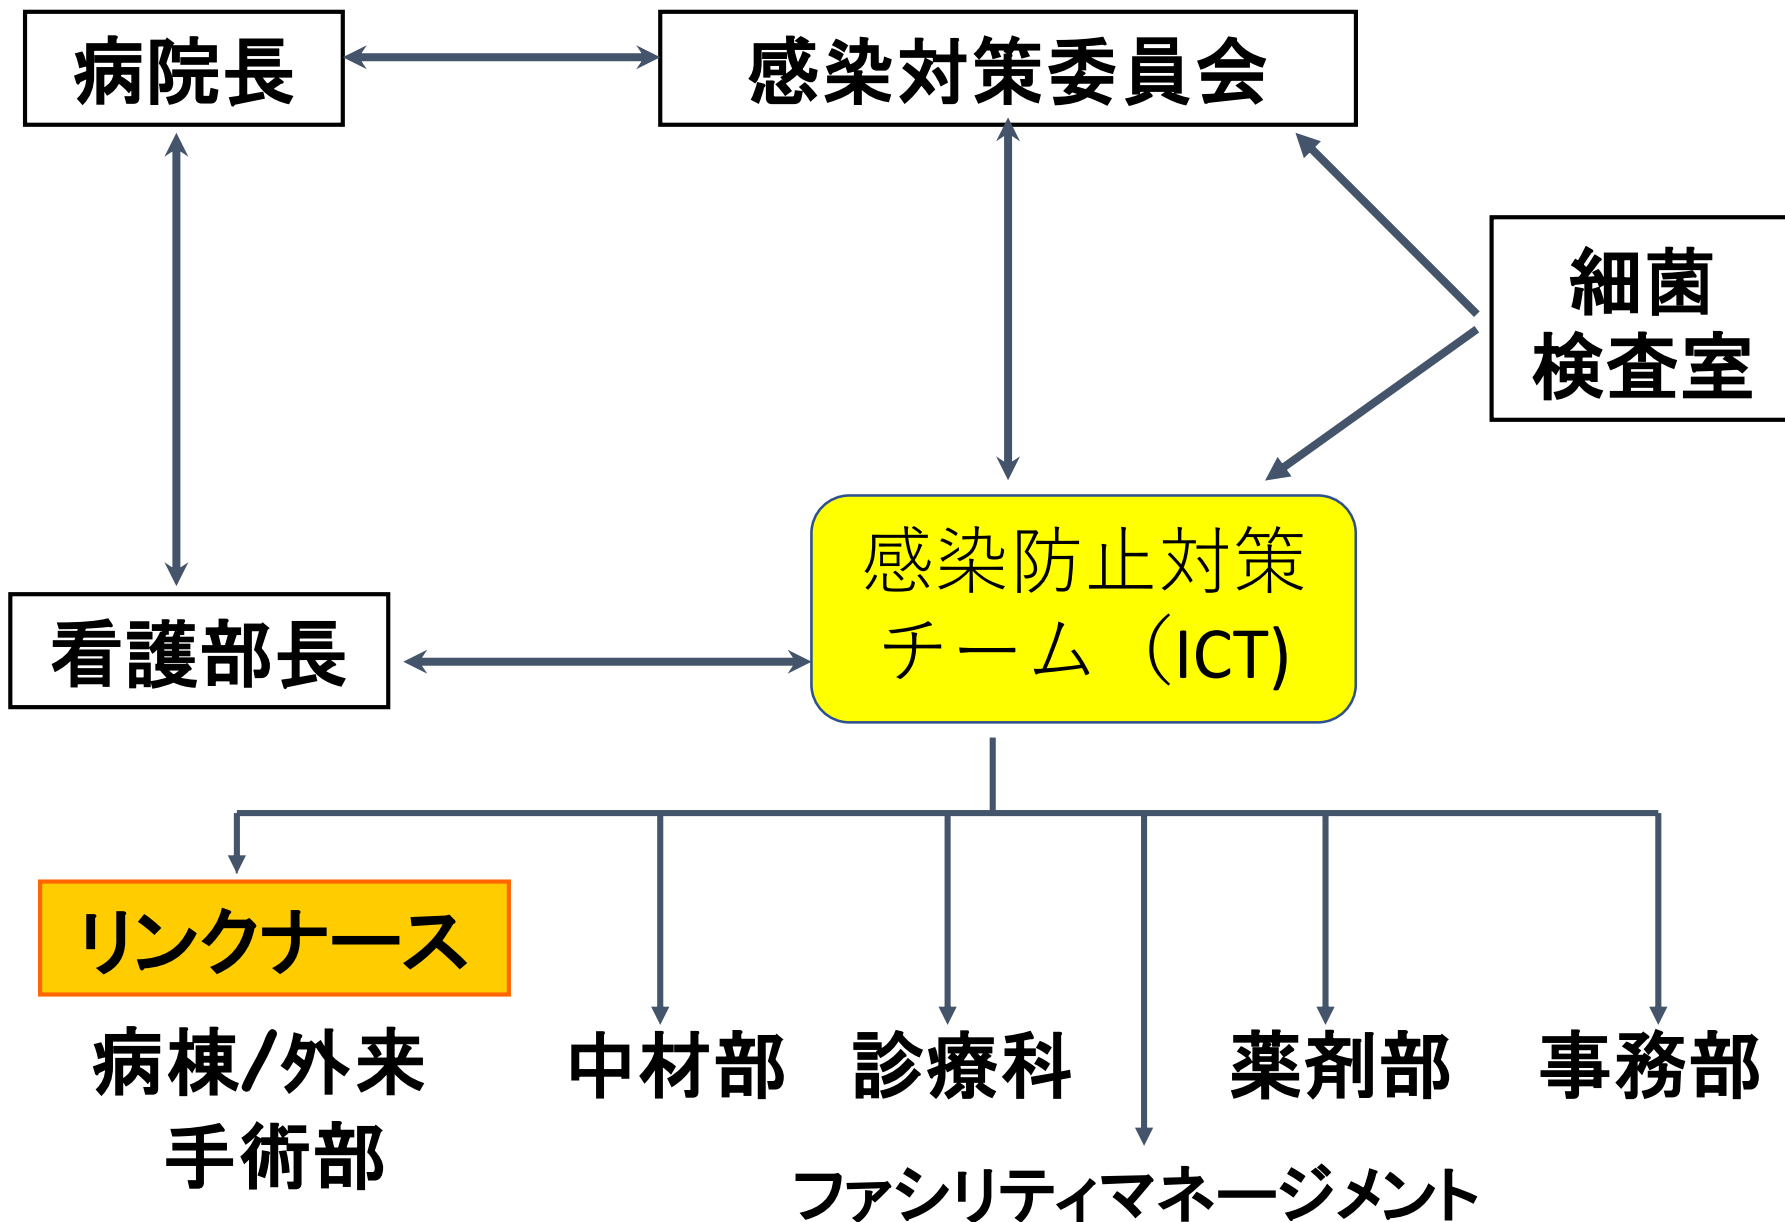 病院長
感染対策委員会
細菌
検査室
感染防止対策
チーム（ICT)
看護部長
リンクナース
病棟/外来
手術部
中材部
診療科
薬剤部
事務部
ファシリティマネージメント